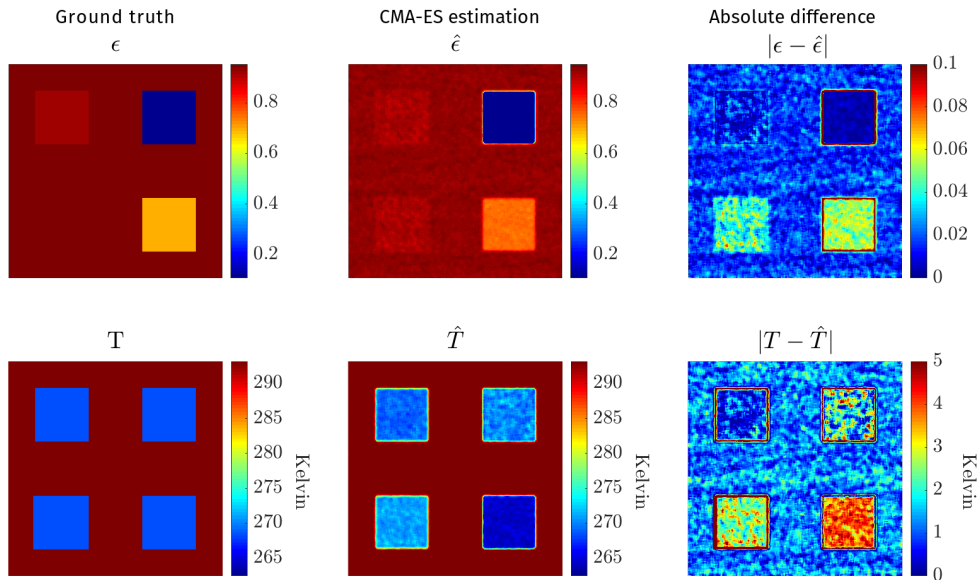 Ground truth
CMA-ES estimation
Absolute difference
ϵ
ϵ̂
|ϵ − ϵ̂|
0.8
0.6
0.4
0.2
0.8
0.6
0.4
0.2
0.1
0.08
0.06
0.04
0.02
0
T
T̂
|T − T̂|
290
285
280
275
270
265
Kelvin
290
285
280
275
270
265
Kelvin
5
4
3
2
1
0
Kelvin